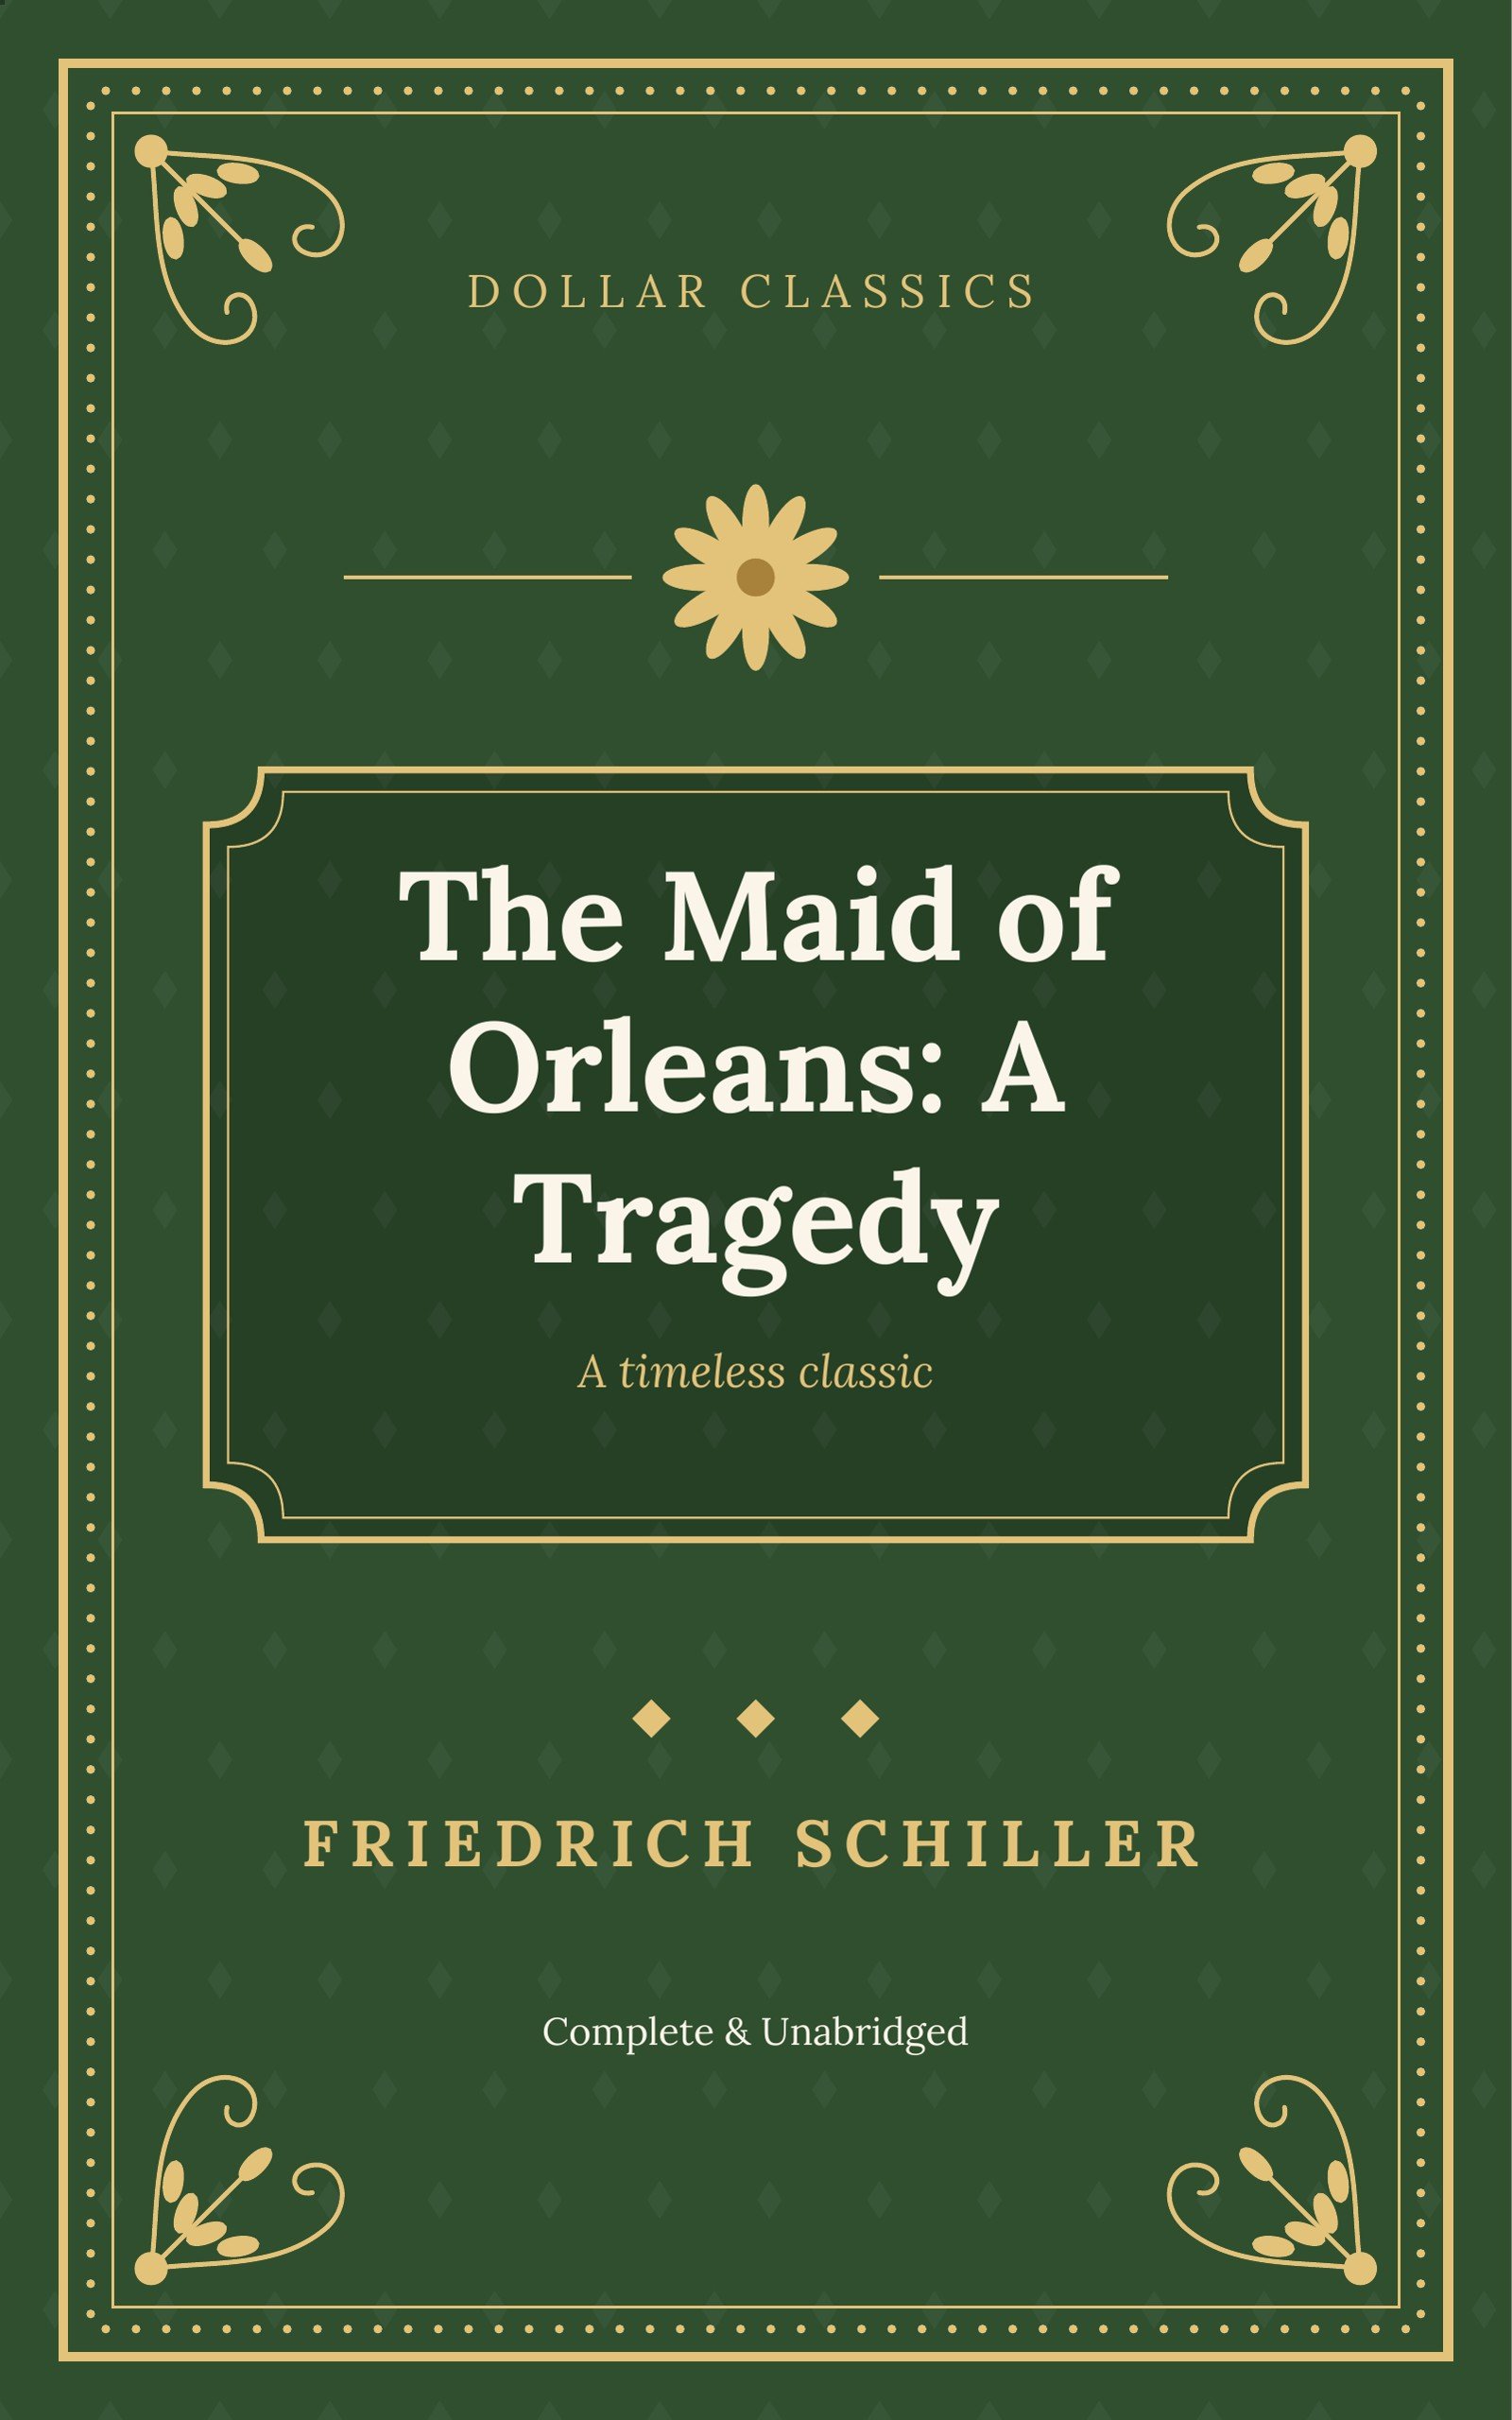 DOLLAR CLASSICS
The Maid of
Orleans: A
Tragedy
A timeless classic
FRIEDRICH SCHILLER
Complete & Unabridged